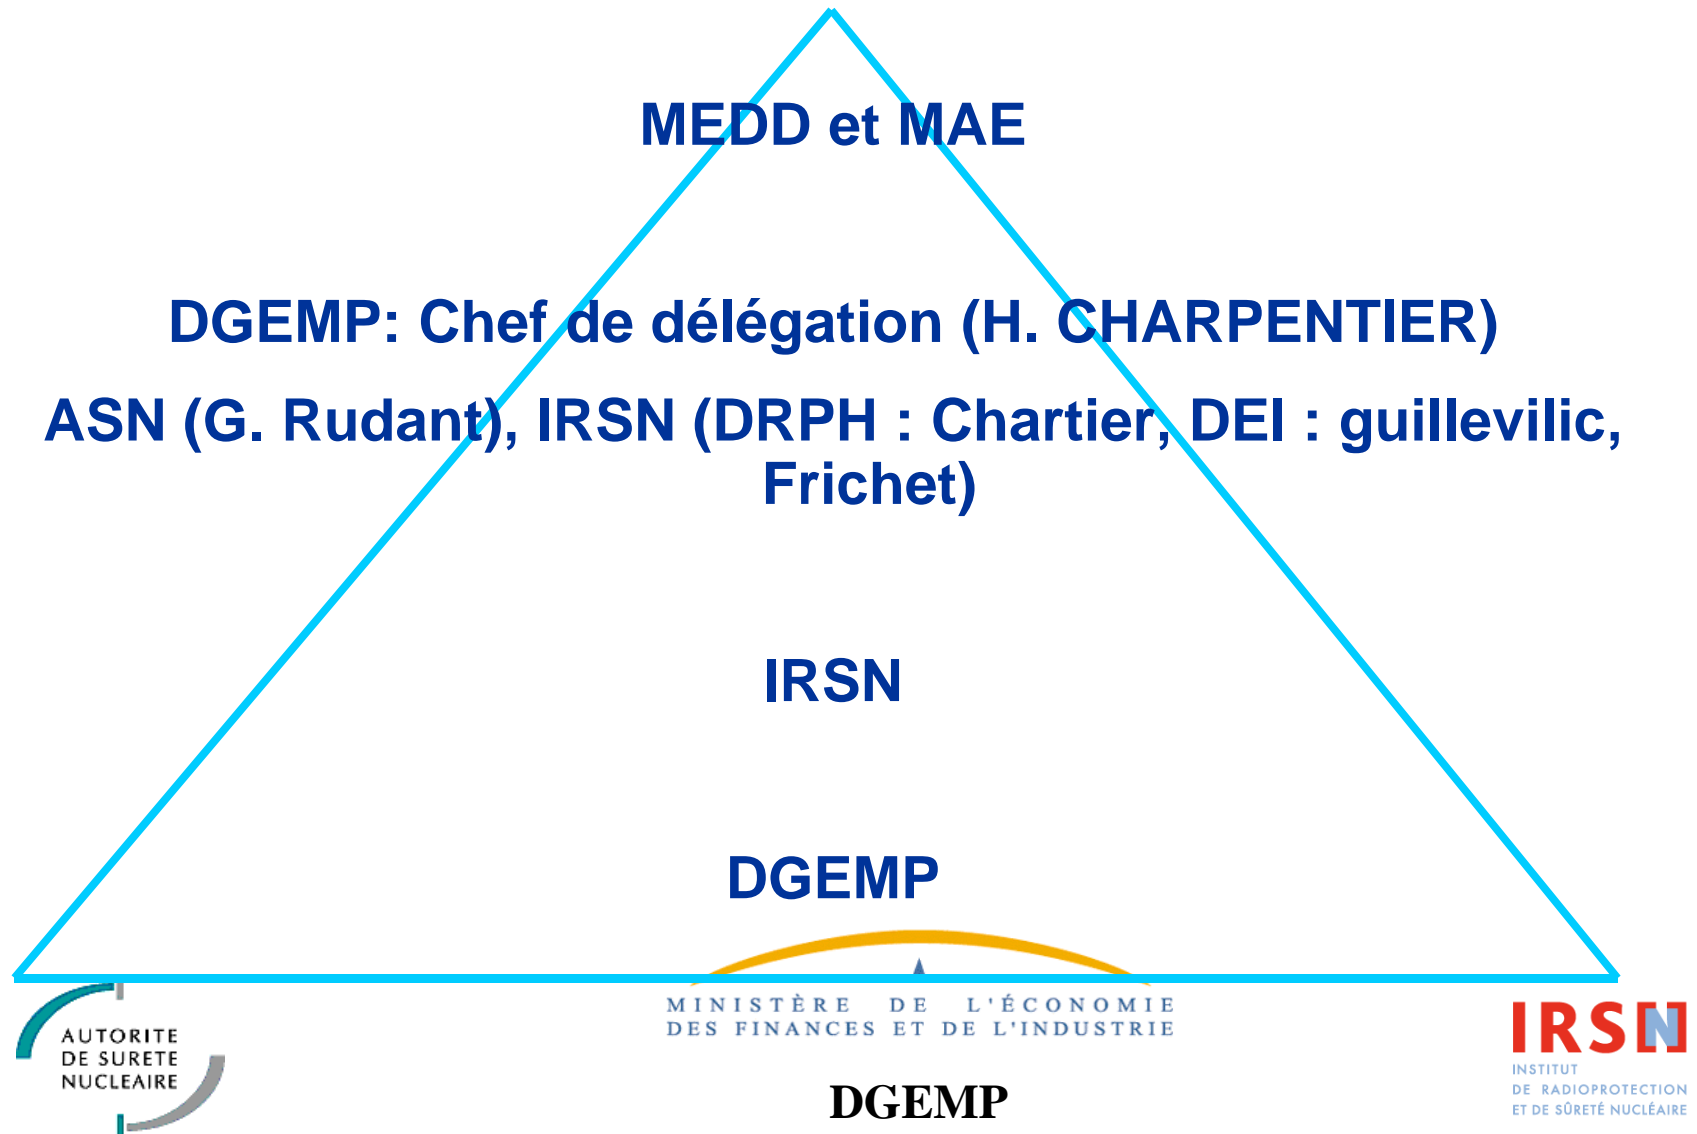 MEDD et MAE
DGEMP: Chef de délégation (H. CHARPENTIER)
ASN (G. Rudant), IRSN (DRPH : Chartier, DEI : guillevilic,
Frichet)
IRSN
DGEMP
MINISTÈRE DE L'ÉCONOMIE
DES FINANCES ET DE L'INDUSTRIE
AUTORITE
DE SURETE
NUCLEAIRE
DGEMP
IRSN
INSTITUT
DE RADIOPROTECTION
ET DE SÛRETÉ NUCLÉAIRE